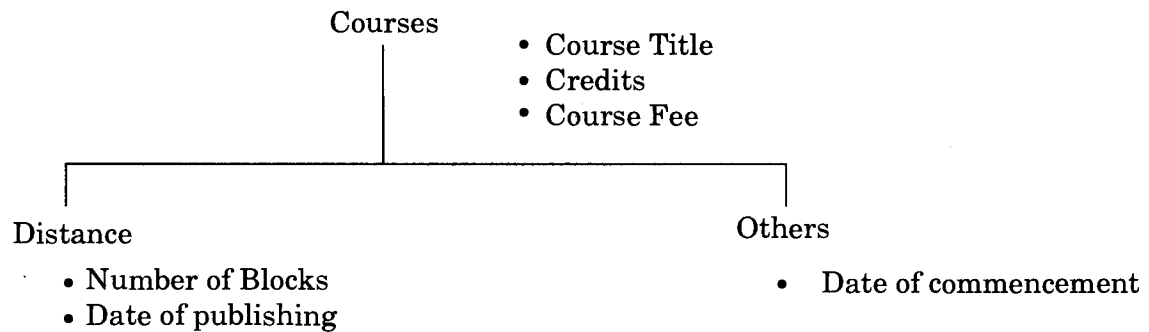 Courses
• Course Title
• Credits
• Course Fee
Distance
• Number of Blocks
• Date of publishing
Others
• Date of commencement